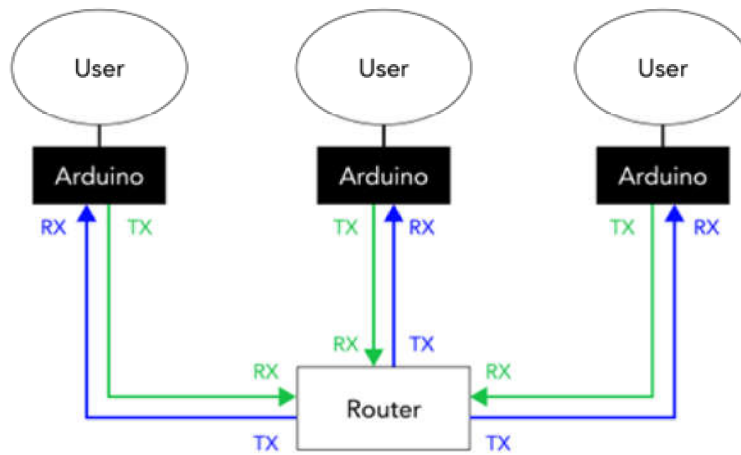 User User User
Arduino Arduino Arduino
RX TX TX RX TX RX
RX TX
RX RX
Router
TX TX